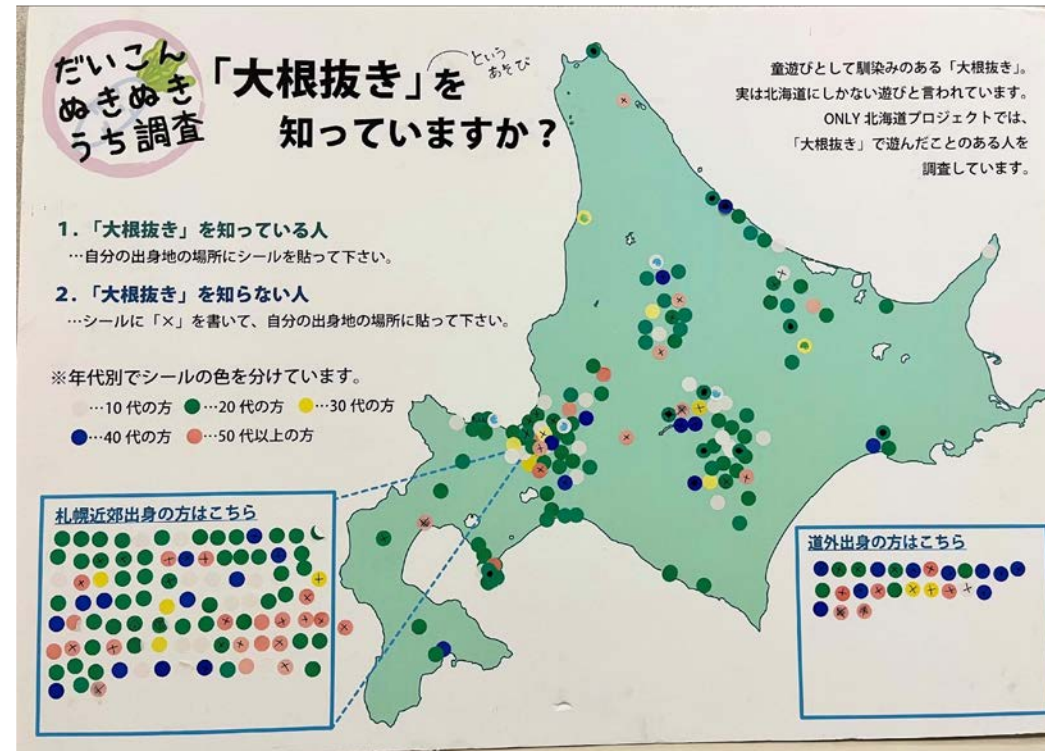 だいこん
ぬきぬき
うち調査
「大根抜き」を
という
あそび
知っていますか？
童遊びとして馴染みのある「大根抜き」。
実は北海道にしかない遊びと言われています。
ONLY 北海道プロジェクトでは、
「大根抜き」で遊んだことのある人を
調査しています。
1．「大根抜き」を知っている人
…自分の出身地の場所にシールを貼って下さい。
2．「大根抜き」を知らない人
…シールに「×」を書いて、自分の出身地の場所に貼って下さい。
※年代別でシールの色を分けています。
…10 代の方 …20 代の方 …30 代の方
…40 代の方 …50 代以上の方
札幌近郊出身の方はこちら
道外出身の方はこちら